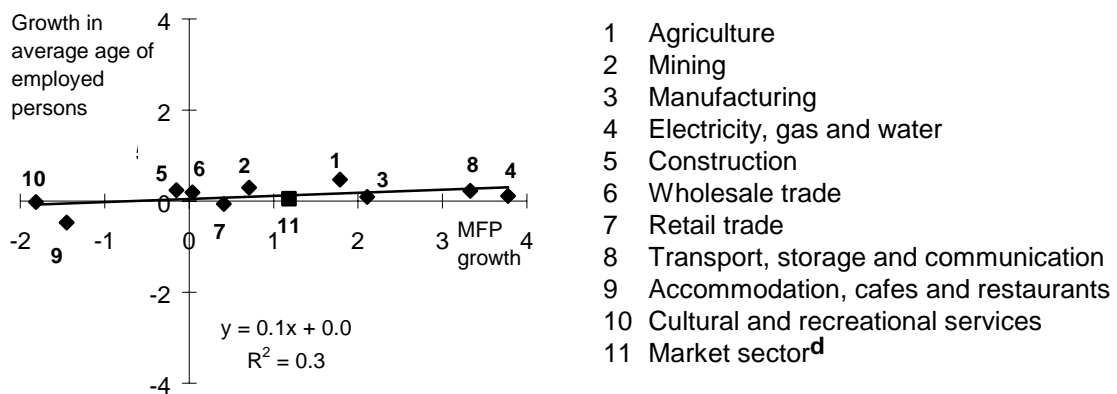 Growth in
average age of
employed
persons
4
2
0
-2
-4
-2
-1
0
1
2
3
4
MFP
growth
10
9
5
6
7
2
11
1
3
8
4
y = 0.1x + 0.0
R² = 0.3
1 Agriculture
2 Mining
3 Manufacturing
4 Electricity, gas and water
5 Construction
6 Wholesale trade
7 Retail trade
8 Transport, storage and communication
9 Accommodation, cafes and restaurants
10 Cultural and recreational services
11 Market sectorᵈ